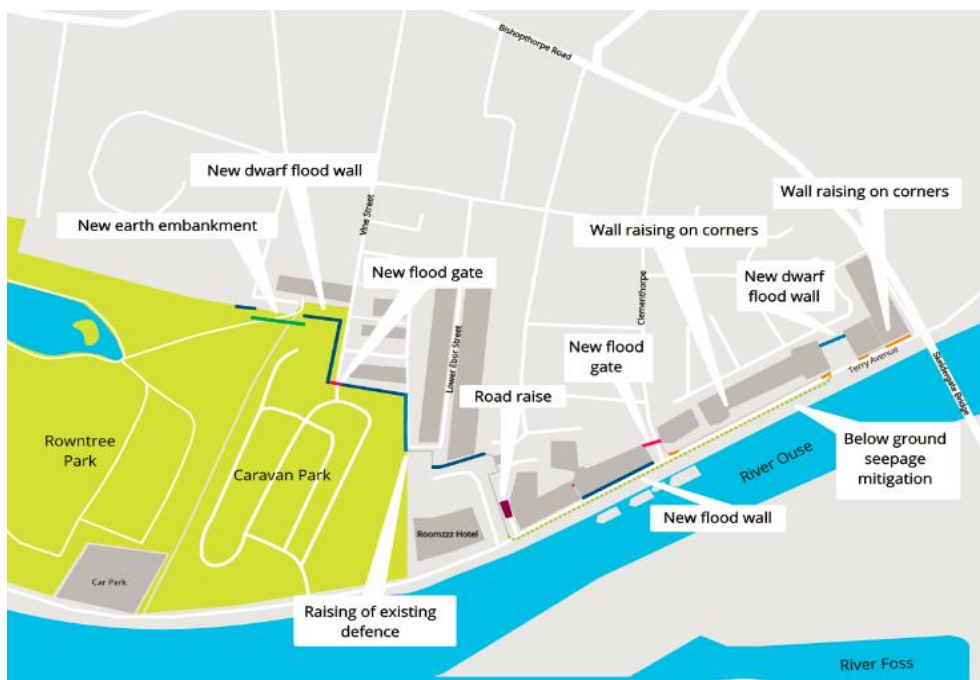 Bishopthorpe Road
New dwarf flood wall
Wall raising on corners
New earth embankment
Vine Street
Wall raising on corners
New flood gate
New dwarf
flood wall
Clementhorpe
New flood
gate
Lower Ebor Street
Terry Avenue
Skeldergate Bridge
Road raise
Rowntree
Park
Caravan Park
River Ouse
Below ground
seepage
mitigation
New flood wall
Roomzzz Hotel
Car Park
Raising of existing
defence
River Foss